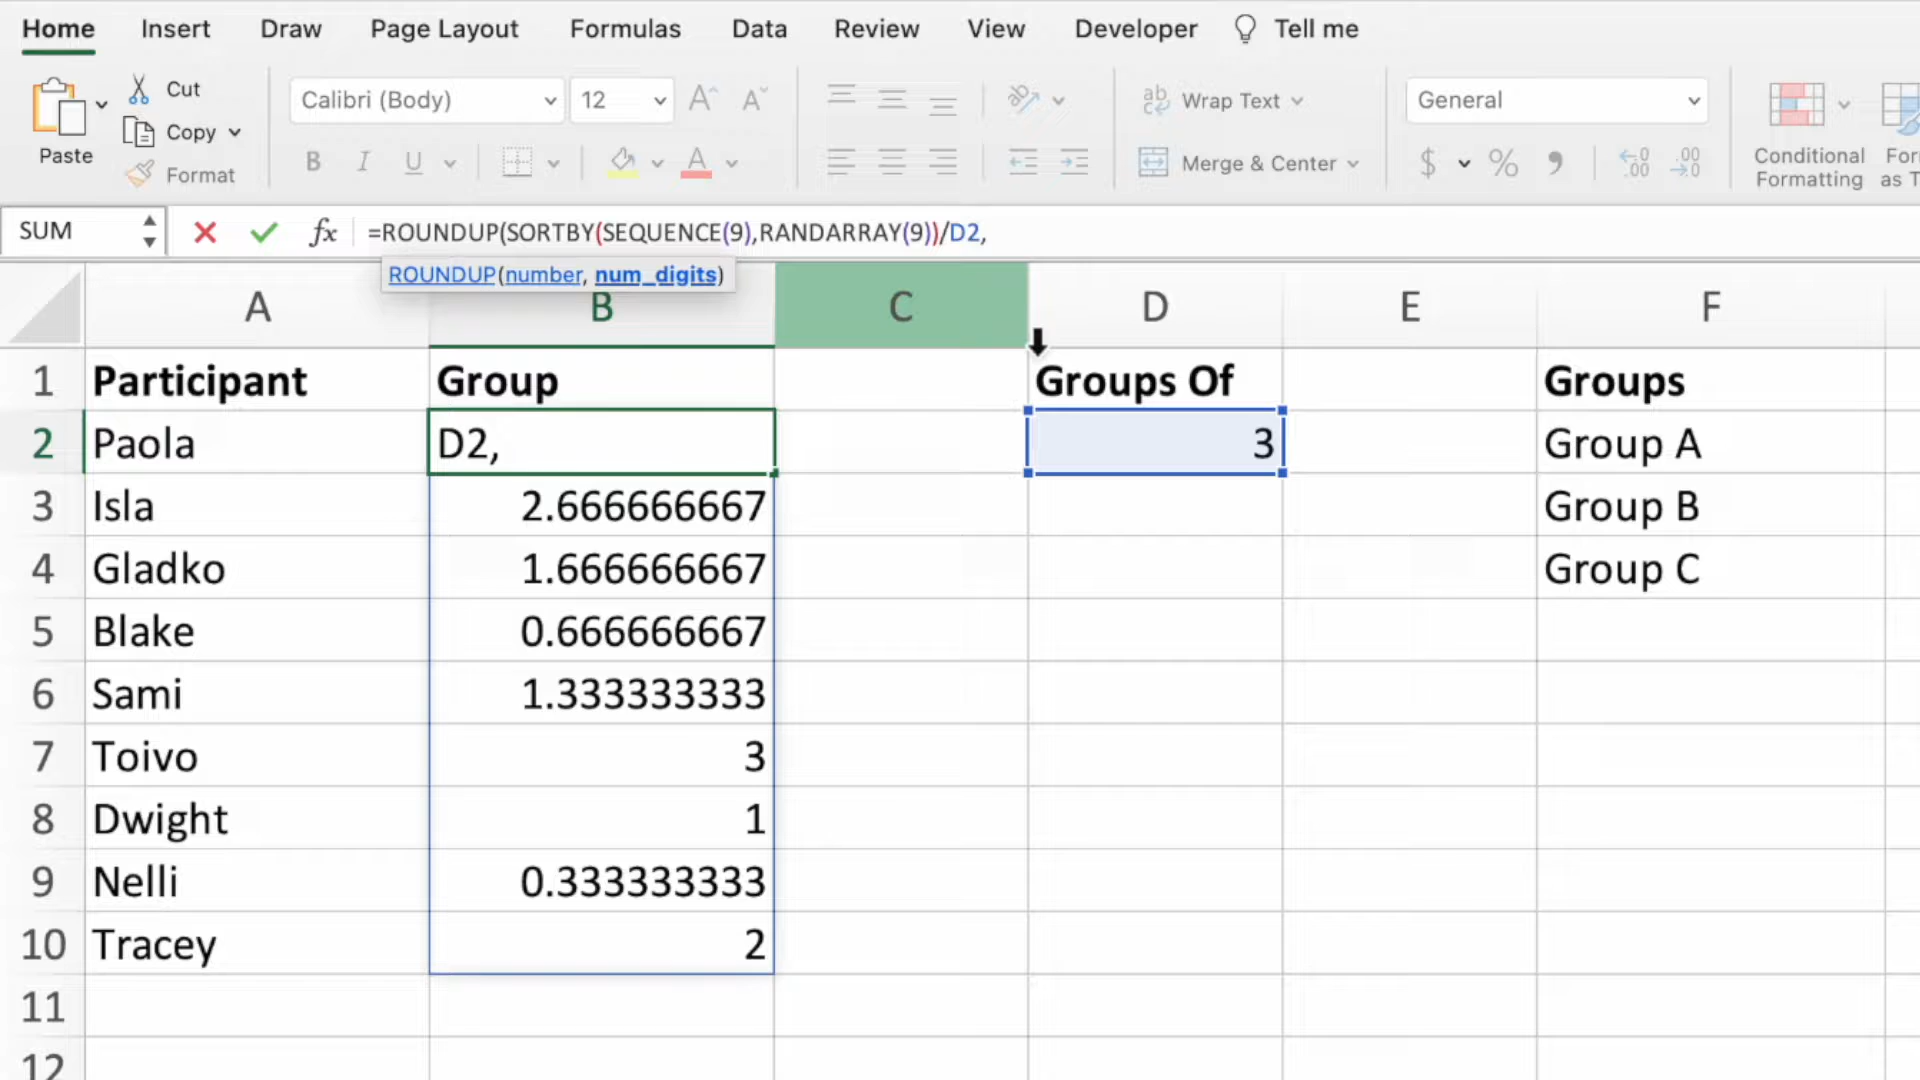 Home Insert Draw Page Layout Formulas Data Review View Developer Tell me
Paste
Cut
Copy
Format
Calibri (Body) 12
Wrap Text
Merge & Center
General
Conditional
Formatting
SUM fx =ROUNDUP(SORTBY(SEQUENCE(9),RANDARRAY(9))/D2,
ROUNDUP(number, num_digits)
A B C D E F
1 Participant Group Groups Of Groups
2 Paola D2, 3 Group A
3 Isla 2.666666667 Group B
4 Gladko 1.666666667 Group C
5 Blake 0.666666667
6 Sami 1.333333333
7 Toivo 3
8 Dwight 1
9 Nelli 0.333333333
10 Tracey 2
11
12